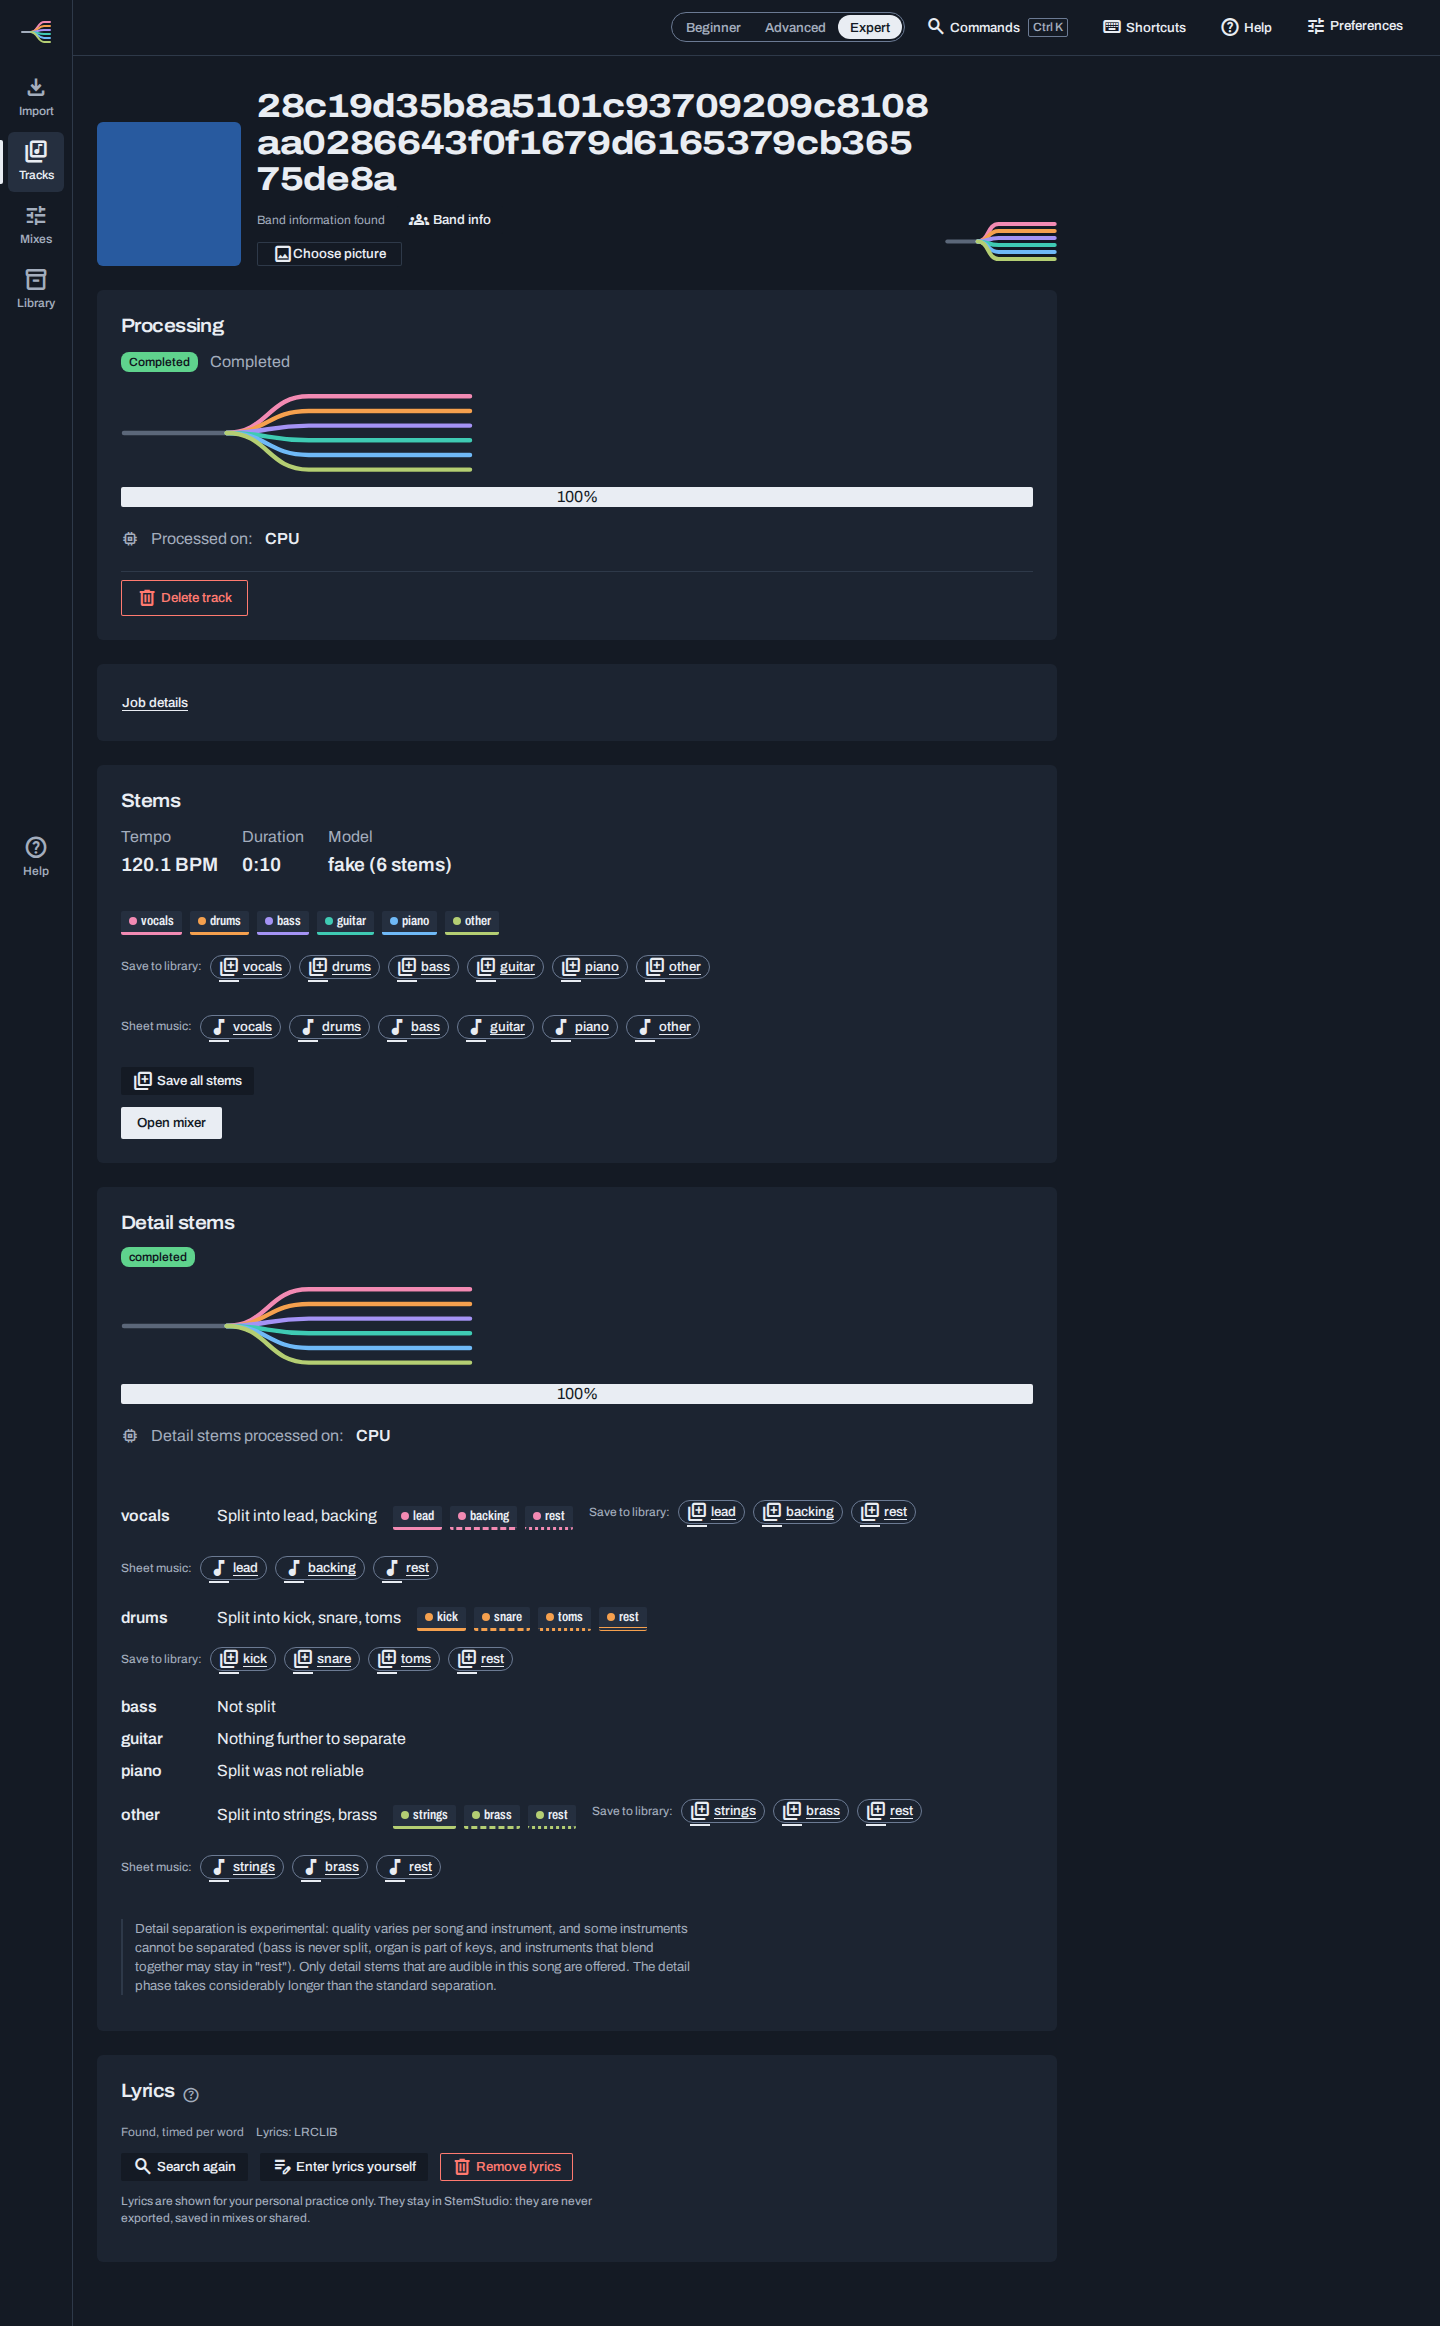 Beginner Advanced Expert Commands Ctrl K Shortcuts Help Preferences
Import
Tracks
Mixes
Library
Help
28c19d35b8a5101c93709209c8108
aa0286643f0f1679d6165379cb365
75de8a
Band information found Band info
Choose picture
Processing
Completed Completed
100%
Processed on: CPU
Delete track
Job details
Stems
Tempo Duration Model
120.1 BPM 0:10 fake (6 stems)
vocals drums bass guitar piano other
Save to library: vocals drums bass guitar piano other
Sheet music: vocals drums bass guitar piano other
Save all stems
Open mixer
Detail stems
completed
100%
Detail stems processed on: CPU
vocals Split into lead, backing lead backing rest Save to library: lead backing rest
Sheet music: lead backing rest
drums Split into kick, snare, toms kick snare toms rest
Save to library: kick snare toms rest
bass Not split
guitar Nothing further to separate
piano Split was not reliable
other Split into strings, brass strings brass rest Save to library: strings brass rest
Sheet music: strings brass rest
Detail separation is experimental: quality varies per song and instrument, and some instruments
cannot be separated (bass is never split, organ is part of keys, and instruments that blend
together may stay in "rest"). Only detail stems that are audible in this song are offered. The detail
phase takes considerably longer than the standard separation.
Lyrics
Found, timed per word Lyrics: LRCLIB
Search again Enter lyrics yourself Remove lyrics
Lyrics are shown for your personal practice only. They stay in StemStudio: they are never
exported, saved in mixes or shared.